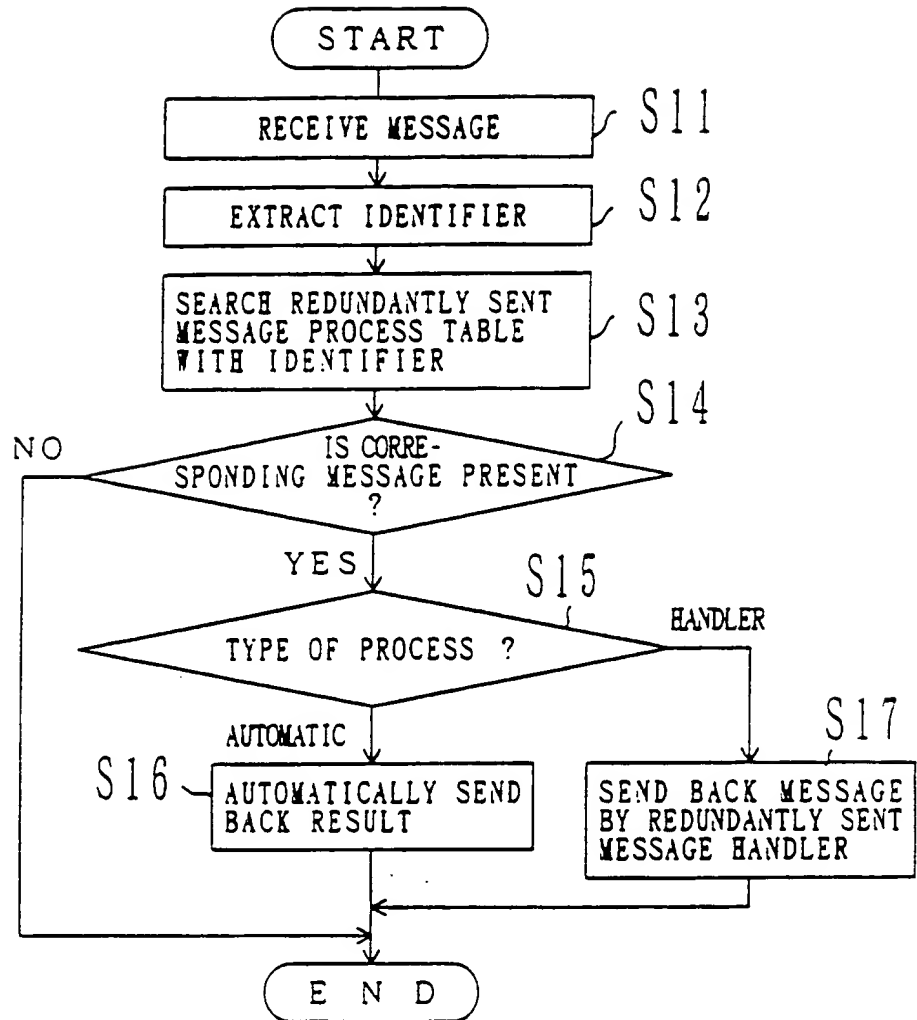 START
RECEIVE MESSAGE
S11
EXTRACT IDENTIFIER
S12
SEARCH REDUNDANTLY SENT
MESSAGE PROCESS TABLE
WITH IDENTIFIER
S13
S14
NO
IS CORRE-
SPONDING MESSAGE PRESENT
?
YES
S15
TYPE OF PROCESS ?
HANDLER
AUTOMATIC
S16
AUTOMATICALLY SEND
BACK RESULT
S17
SEND BACK MESSAGE
BY REDUNDANTLY SENT
MESSAGE HANDLER
END